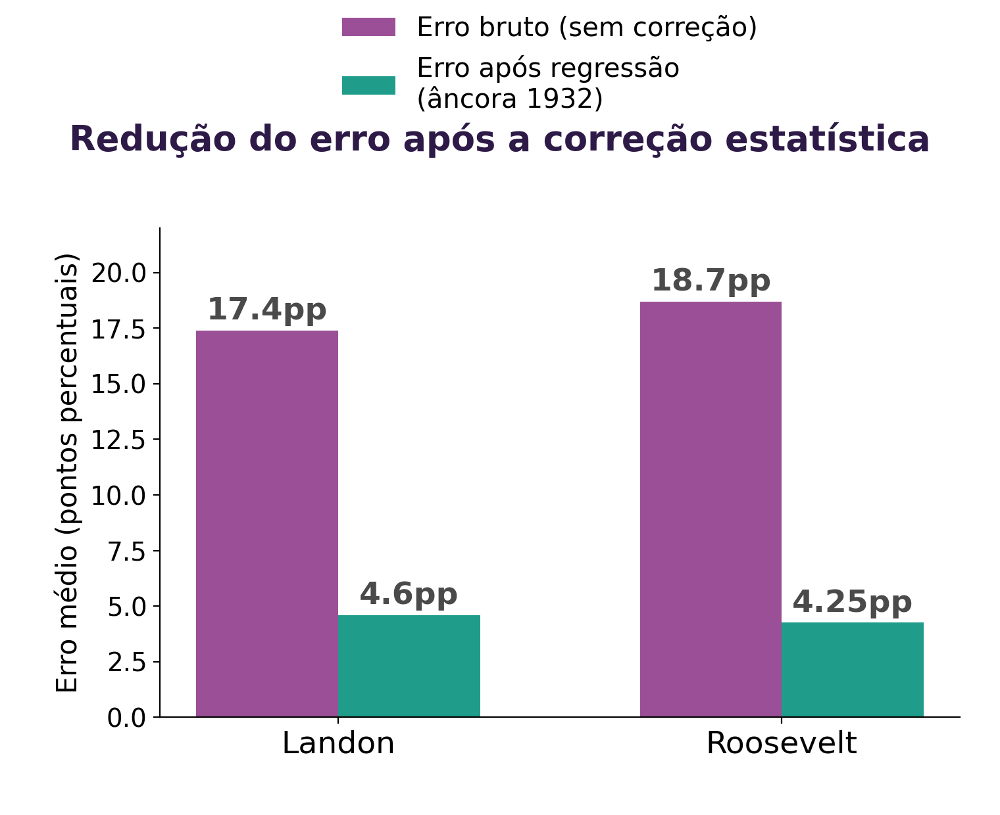 Erro bruto (sem correção)
Erro após regressão
(âncora 1932)
Redução do erro após a correção estatística
Erro médio (pontos percentuais)
20.0
17.5
15.0
12.5
10.0
7.5
5.0
2.5
0.0
17.4pp
4.6pp
18.7pp
4.25pp
Landon
Roosevelt